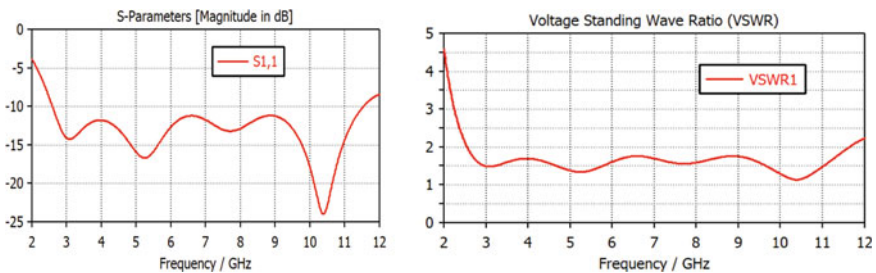 S-Parameters [Magnitude in dB]
0
-5
-10
-15
-20
-25
S1,1
2 3 4 5 6 7 8 9 10 11 12
Frequency / GHz
Voltage Standing Wave Ratio (VSWR)
5
4
3
2
1
0
VSWR1
2 3 4 5 6 7 8 9 10 11 12
Frequency / GHz